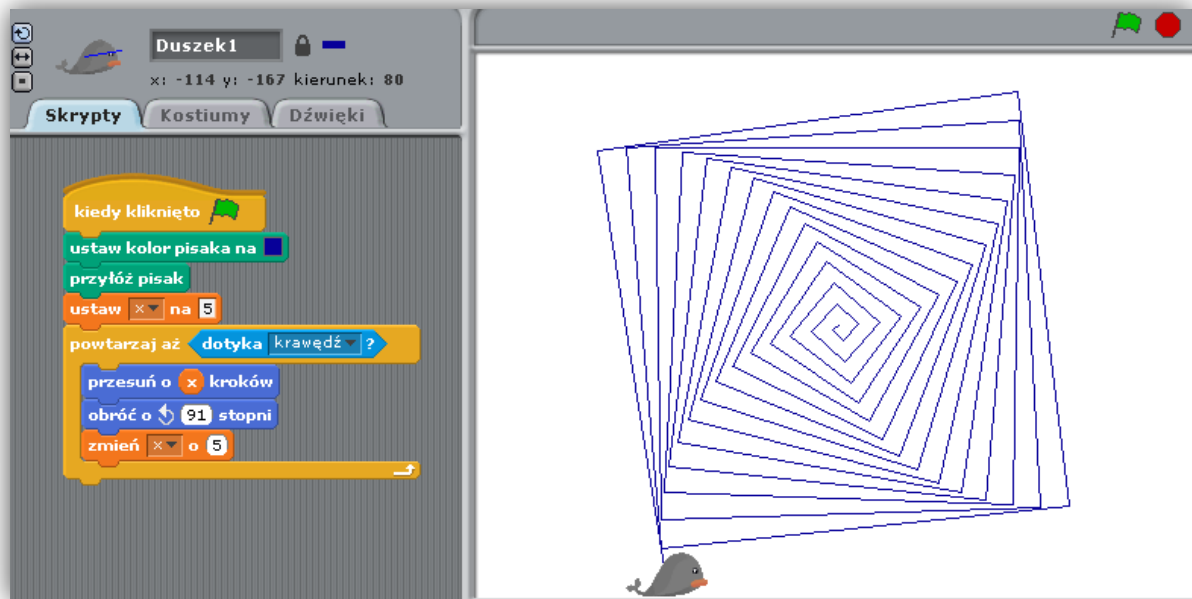 Duszek1
x: -114 y: -167 kierunek: 80
Skrypty Kostiumy Dźwięki
kiedy kliknięto
ustaw kolor pisaka na
przyłóż pisak
ustaw x na 5
powtarzaj aż dotyka krawędź ?
przesuń o x kroków
obróć o 91 stopni
zmień x o 5